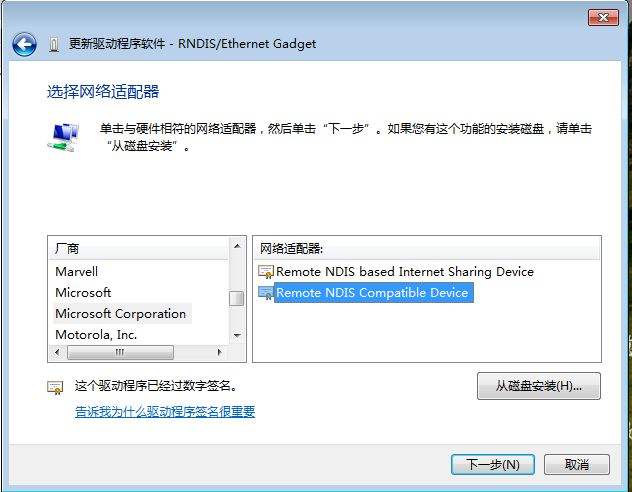 更新驱动程序软件 - RNDIS/Ethernet Gadget
选择网络适配器
单击与硬件相符的网络适配器，然后单击“下一步”。如果您有这个功能的安装磁盘，请单击
“从磁盘安装”。
厂商
Marvell
Microsoft
Microsoft Corporation
Motorola, Inc.
网络适配器:
Remote NDIS based Internet Sharing Device
Remote NDIS Compatible Device
这个驱动程序已经过数字签名。
告诉我为什么驱动程序签名很重要
从磁盘安装(H)...
下一步(N)
取消